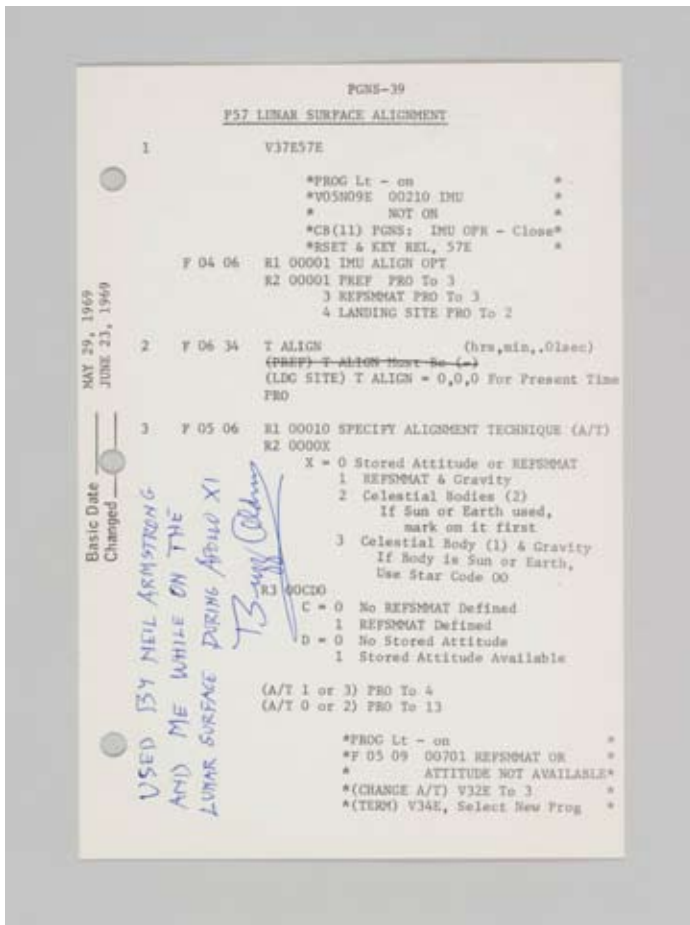 PGNS-39
P57 LUNAR SURFACE ALIGNMENT
1 V37E57E
*PROG Lt - on *
*V05N09E 00210 IMU *
* NOT ON *
*CB(11) PGNS: IMU OPR - Close*
*RSET & KEY REL, 57E *
F 04 06 R1 00001 IMU ALIGN OPT
R2 00001 PREF PRO To 3
3 REFSMMAT PRO To 3
4 LANDING SITE PRO To 2
2 F 06 34 T ALIGN (hrs,min,.01sec)
(PREF) T ALIGN Must Be (-)
(LDG SITE) T ALIGN = 0,0,0 For Present Time
PRO
3 F 05 06 R1 00010 SPECIFY ALIGNMENT TECHNIQUE (A/T)
R2 0000X
X = 0 Stored Attitude or REFSMMAT
1 REFSMMAT & Gravity
2 Celestial Bodies (2)
If Sun or Earth used,
mark on it first
3 Celestial Body (1) & Gravity
If Body is Sun or Earth,
Use Star Code 00
R3 00CD0
C = 0 No REFSMMAT Defined
1 REFSMMAT Defined
D = 0 No Stored Attitude
1 Stored Attitude Available
(A/T 1 or 3) PRO To 4
(A/T 0 or 2) PRO To 13
*PROG Lt - on *
*F 05 09 00701 REFSMMAT OR *
* ATTITUDE NOT AVAILABLE*
*(CHANGE A/T) V32E To 3 *
*(TERM) V34E, Select New Prog *
Basic Date MAY 29, 1969
Changed JUNE 23, 1969
USED BY NEIL ARMSTRONG
AND ME WHILE ON THE
LUNAR SURFACE DURING APOLLO XI
Buzz Aldrin